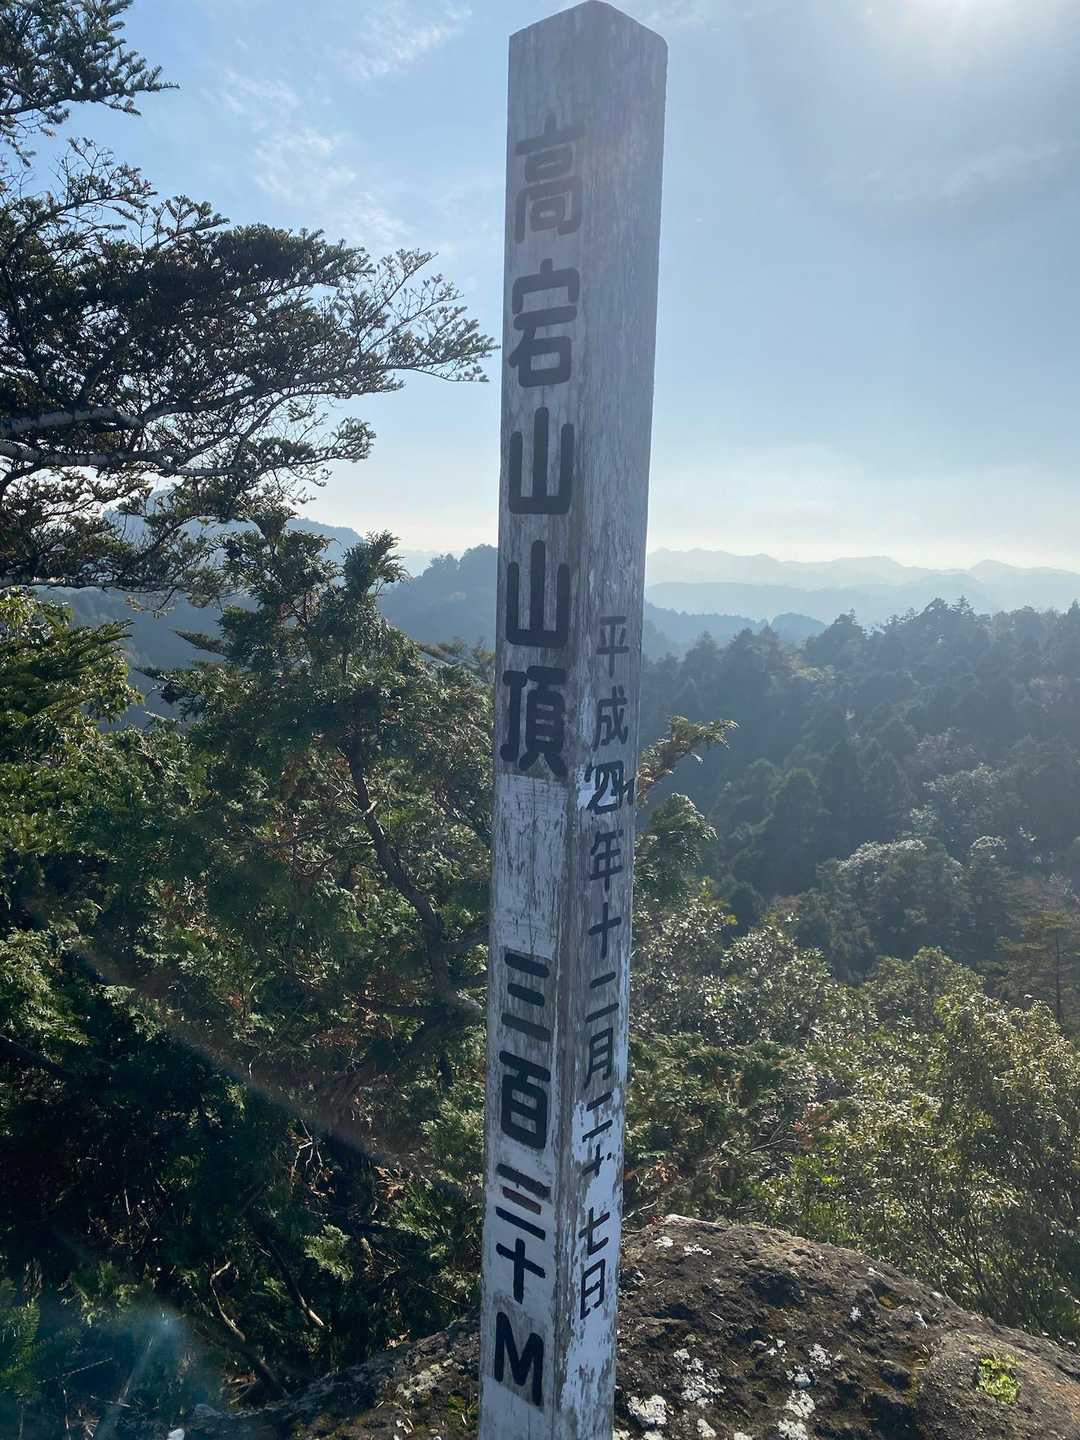 高宕山山頂 三百三十M
平成四年十二月二十七日